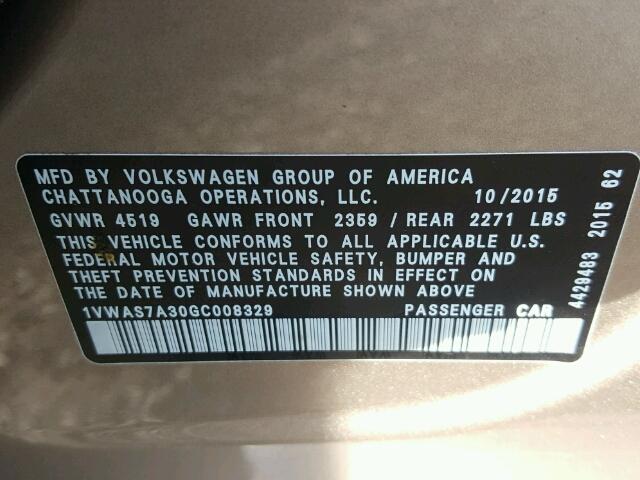 MFD BY VOLKSWAGEN GROUP OF AMERICA
CHATTANOOGA OPERATIONS, LLC. 10/2015
GVWR 4519 GAWR FRONT 2359 / REAR 2271 LBS
THIS VEHICLE CONFORMS TO ALL APPLICABLE U.S.
FEDERAL MOTOR VEHICLE SAFETY, BUMPER AND
THEFT PREVENTION STANDARDS IN EFFECT ON
THE DATE OF MANUFACTURE SHOWN ABOVE
1VWAS7A30GC008329 PASSENGER CAR
4429493 2015 62